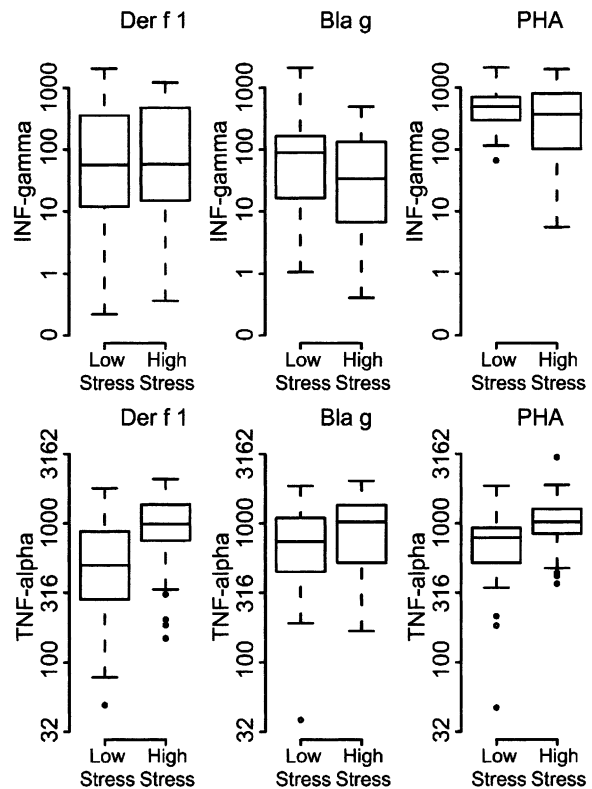 Der f 1
Bla g
PHA
INF-gamma
1000
100
10
1
0
Low Stress
High Stress
INF-gamma
1000
100
10
1
0
Low Stress
High Stress
INF-gamma
1000
100
10
1
0
Low Stress
High Stress
Der f 1
Bla g
PHA
TNF-alpha
3162
1000
316
100
32
Low Stress
High Stress
TNF-alpha
3162
1000
316
100
32
Low Stress
High Stress
TNF-alpha
3162
1000
316
100
32
Low Stress
High Stress